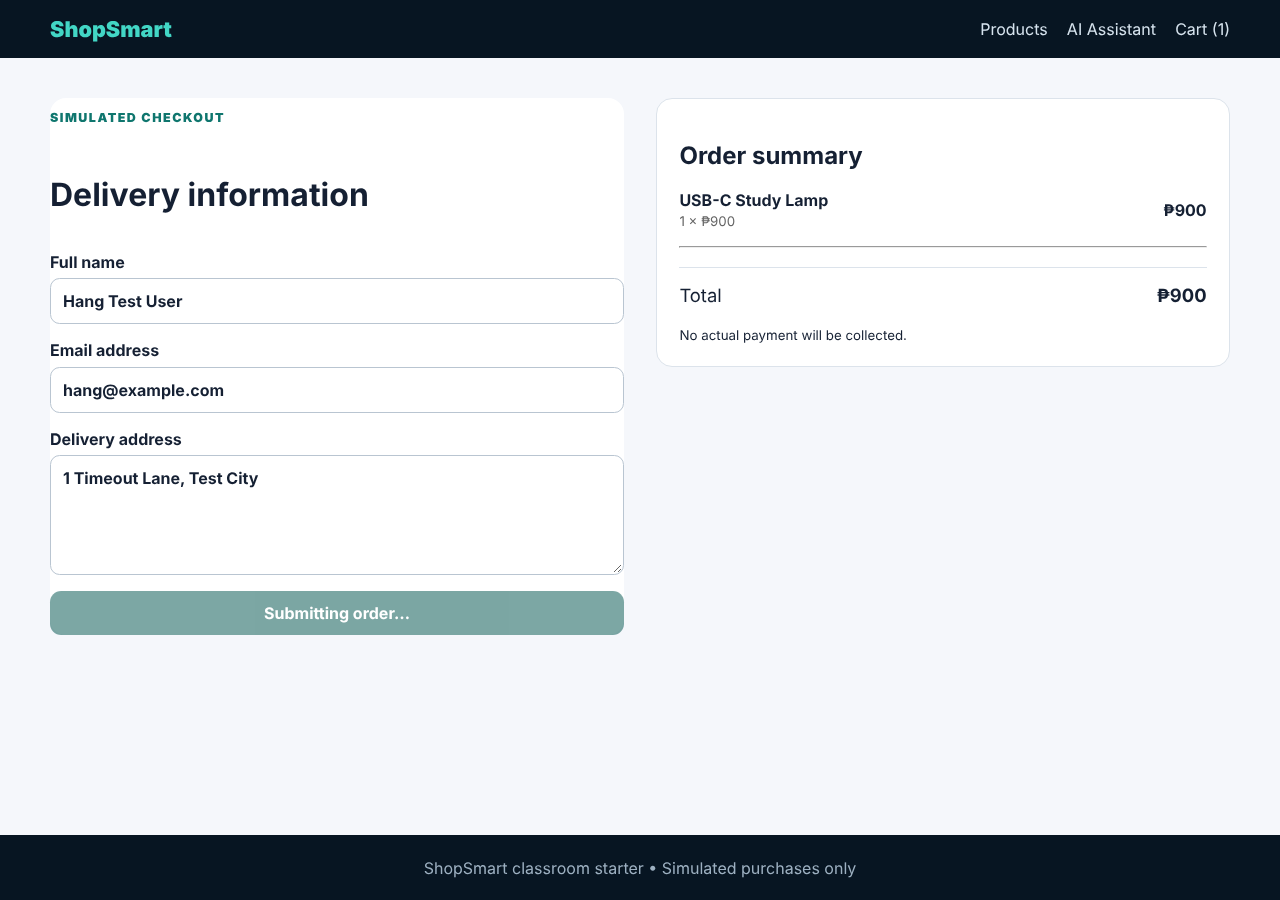 ShopSmart
Products AI Assistant Cart (1)
SIMULATED CHECKOUT
Delivery information
Full name
Hang Test User
Email address
hang@example.com
Delivery address
1 Timeout Lane, Test City
Submitting order...
Order summary
USB-C Study Lamp
1 × ₱900
₱900
Total ₱900
No actual payment will be collected.
ShopSmart classroom starter • Simulated purchases only